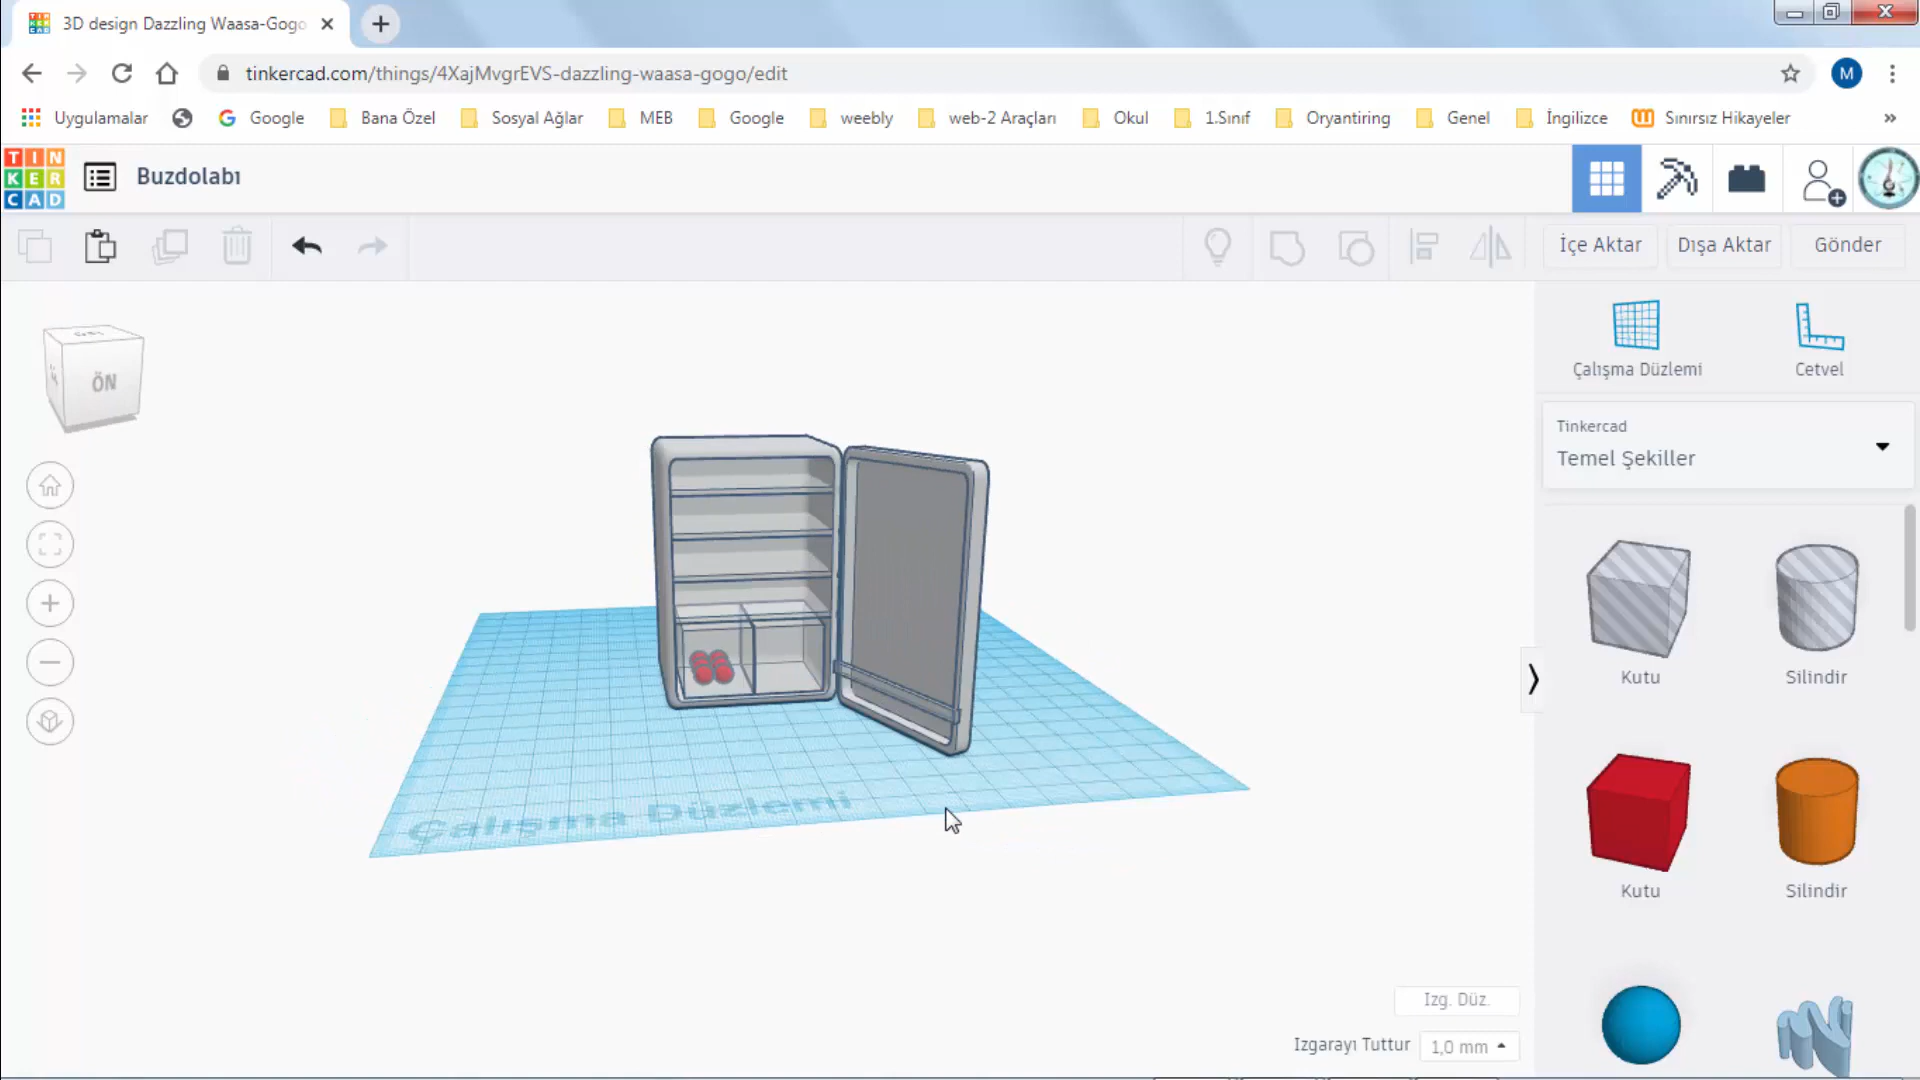 3D design Dazzling Waasa-Gogo
tinkercad.com/things/4XajMvgrEVS-dazzling-waasa-gogo/edit
M
Uygulamalar
Google
Bana Özel
Sosyal Ağlar
MEB
Google
weebly
web-2 Araçları
Okul
1.Sınıf
Oryantiring
Genel
İngilizce
Sınırsız Hikayeler
»
TIN
KER
CAD
Buzdolabı
İçe Aktar
Dışa Aktar
Gönder
ÖN
Çalışma Düzlemi
Cetvel
Tinkercad
Temel Şekiller
Kutu
Silindir
Kutu
Silindir
Çalışma Düzlemi
Izg. Düz.
Izgarayı Tuttur
1,0 mm